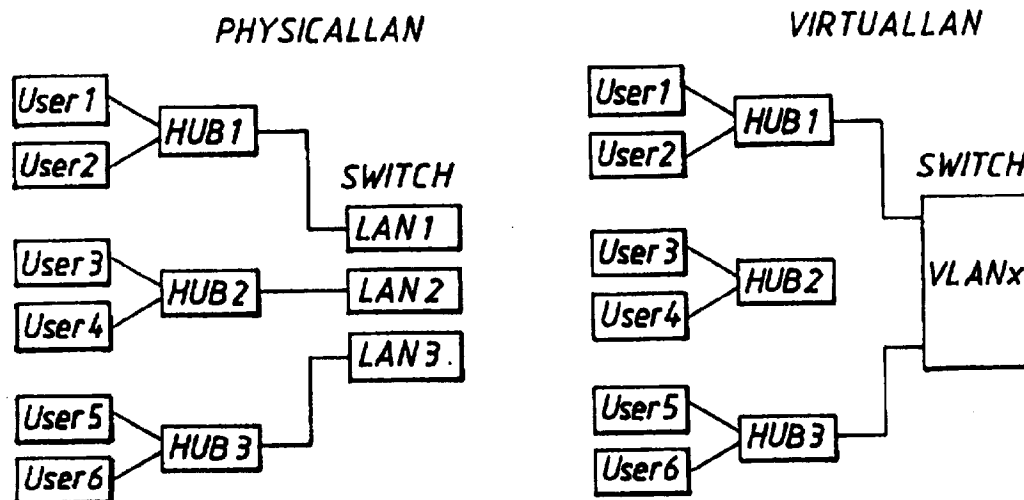 PHYSICALLAN
User1
User2
HUB1
SWITCH
LAN1
User3
User4
HUB2
LAN2
LAN3.
User5
User6
HUB3
VIRTUALLAN
User1
User2
HUB1
SWITCH
VLANx
User3
User4
HUB2
User5
User6
HUB3